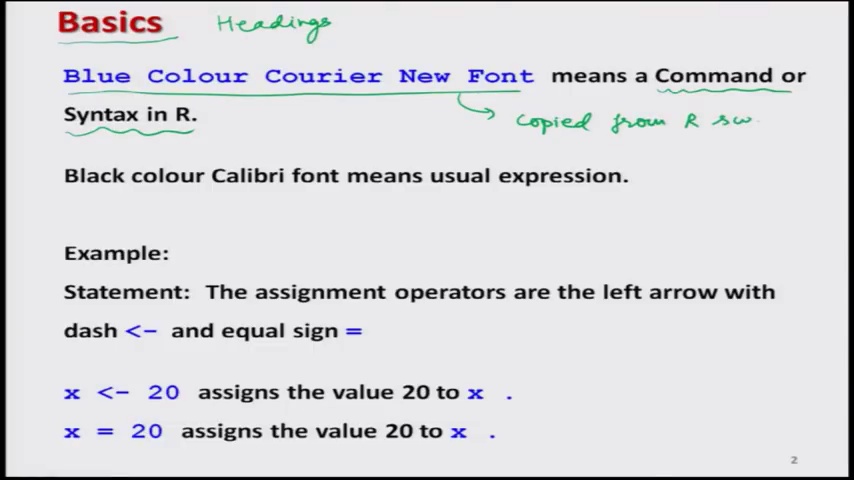 Basics Headings
Blue Colour Courier New Font means a Command or
Syntax in R.
copied from R sw.
Black colour Calibri font means usual expression.
Example:
Statement: The assignment operators are the left arrow with
dash <- and equal sign =
x <- 20 assigns the value 20 to x .
x = 20 assigns the value 20 to x .
2